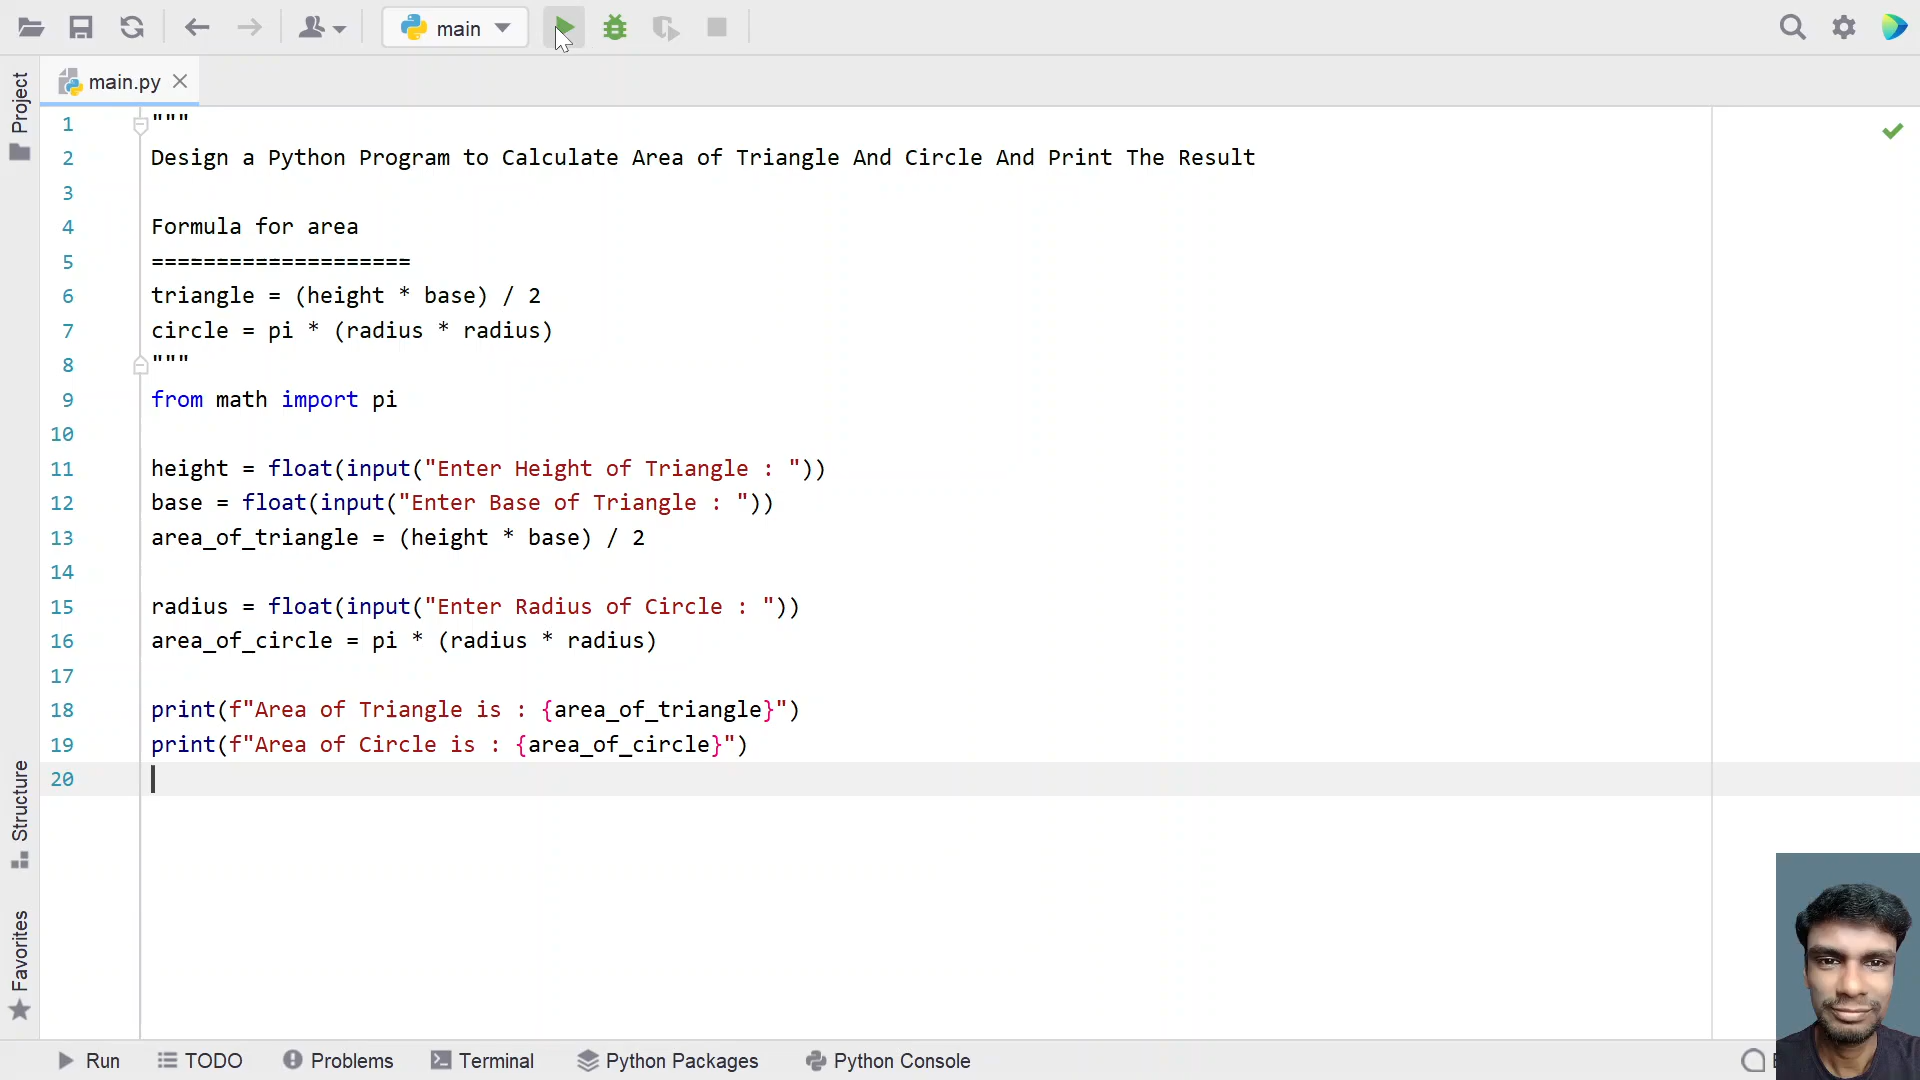 main
Project
main.py
1 """
2 Design a Python Program to Calculate Area of Triangle And Circle And Print The Result
3
4 Formula for area
5 ====================
6 triangle = (height * base) / 2
7 circle = pi * (radius * radius)
8 """
9 from math import pi
10
11 height = float(input("Enter Height of Triangle : "))
12 base = float(input("Enter Base of Triangle : "))
13 area_of_triangle = (height * base) / 2
14
15 radius = float(input("Enter Radius of Circle : "))
16 area_of_circle = pi * (radius * radius)
17
18 print(f"Area of Triangle is : {area_of_triangle}")
19 print(f"Area of Circle is : {area_of_circle}")
20
Structure
Favorites
Run TODO Problems Terminal Python Packages Python Console